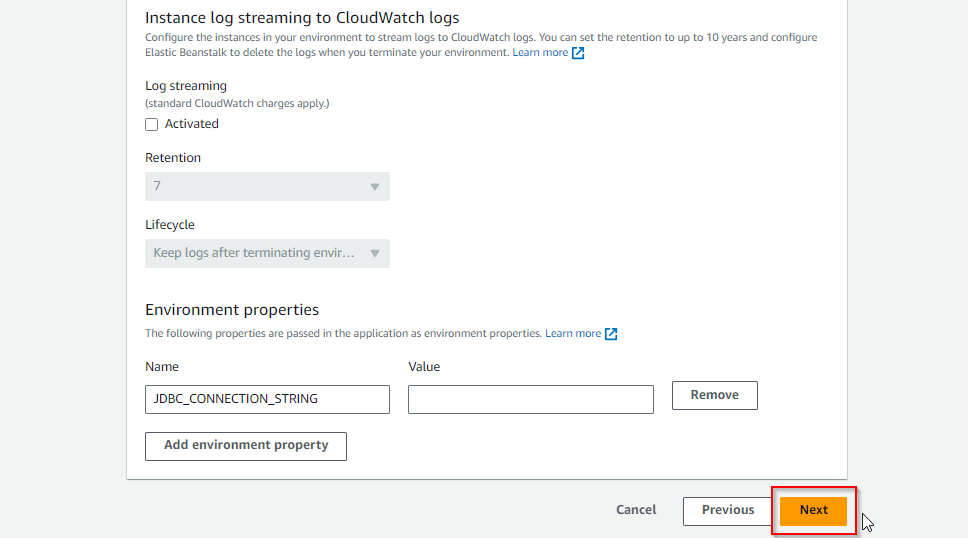 Instance log streaming to CloudWatch logs
Configure the instances in your environment to stream logs to CloudWatch logs. You can set the retention to up to 10 years and configure
Elastic Beanstalk to delete the logs when you terminate your environment. Learn more
Log streaming
(standard CloudWatch charges apply.)
Activated
Retention
7
Lifecycle
Keep logs after terminating envir...
Environment properties
The following properties are passed in the application as environment properties. Learn more
Name Value
JDBC_CONNECTION_STRING Remove
Add environment property
Cancel Previous Next